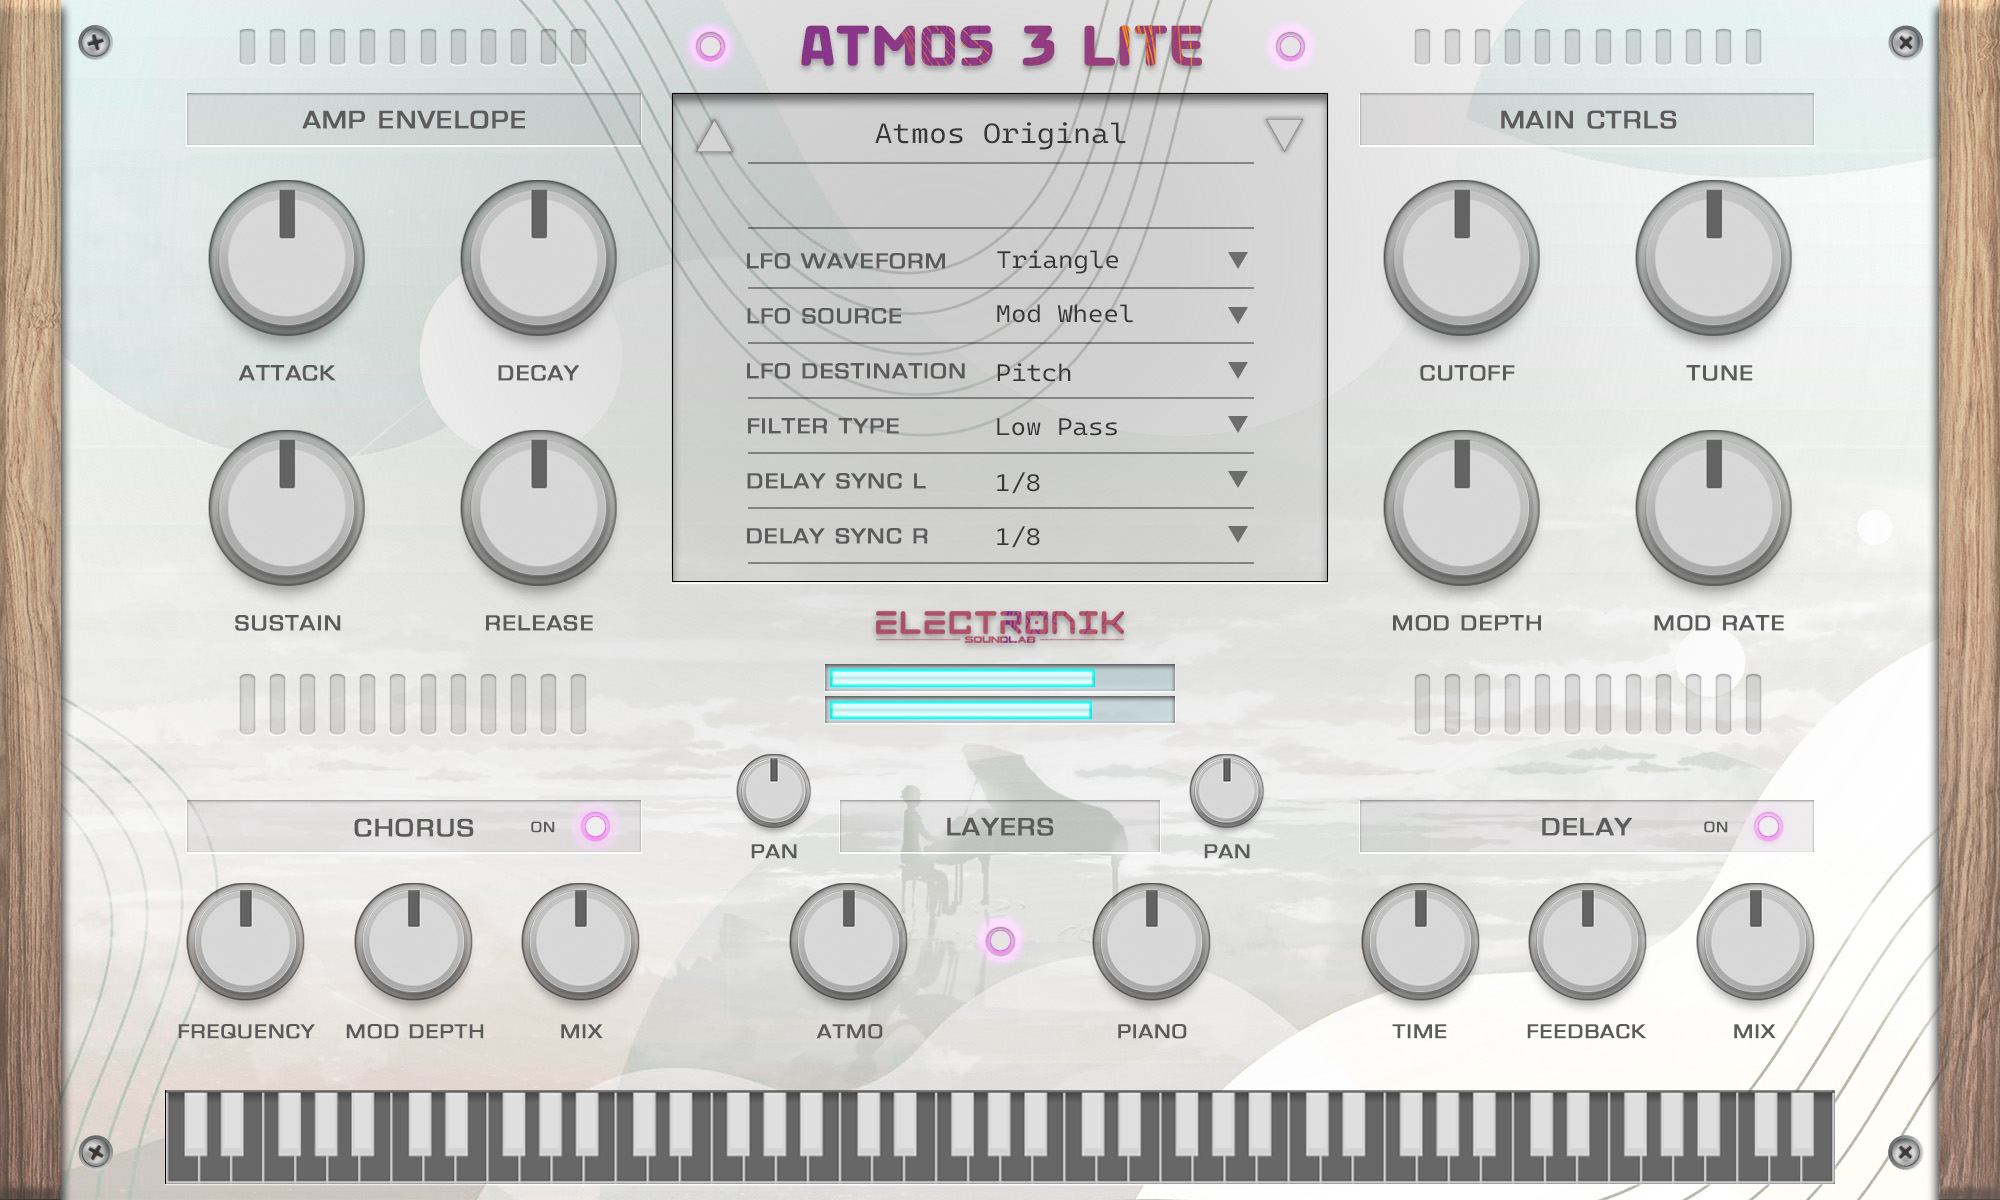 ATMOS 3 LITE
AMP ENVELOPE
ATTACK
DECAY
SUSTAIN
RELEASE
Atmos Original
LFO WAVEFORM Triangle
LFO SOURCE Mod Wheel
LFO DESTINATION Pitch
FILTER TYPE Low Pass
DELAY SYNC L 1/8
DELAY SYNC R 1/8
MAIN CTRLS
CUTOFF
TUNE
MOD DEPTH
MOD RATE
ELECTRONIK
SOUNDLAB
CHORUS ON
FREQUENCY
MOD DEPTH
MIX
PAN
LAYERS
PAN
ATMO
PIANO
DELAY ON
TIME
FEEDBACK
MIX